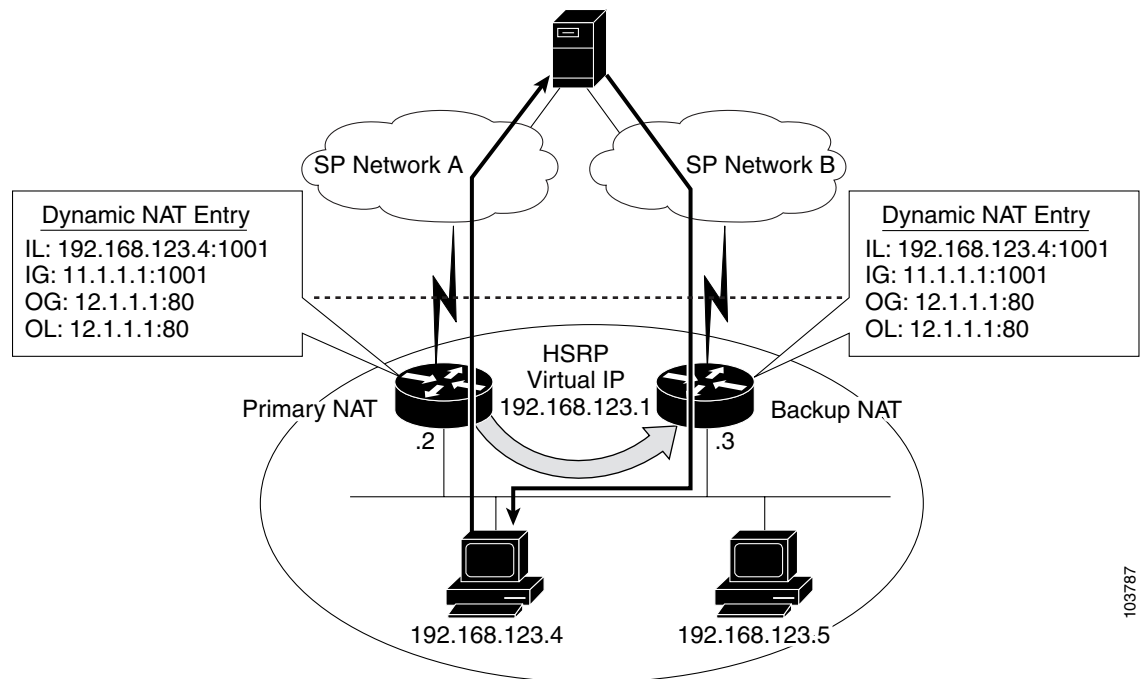 SP Network A
SP Network B
Dynamic NAT Entry
IL: 192.168.123.4:1001
IG: 11.1.1.1:1001
OG: 12.1.1.1:80
OL: 12.1.1.1:80
Dynamic NAT Entry
IL: 192.168.123.4:1001
IG: 11.1.1.1:1001
OG: 12.1.1.1:80
OL: 12.1.1.1:80
HSRP
Virtual IP
192.168.123.1
Primary NAT
Backup NAT
.2
.3
192.168.123.4
192.168.123.5
103787